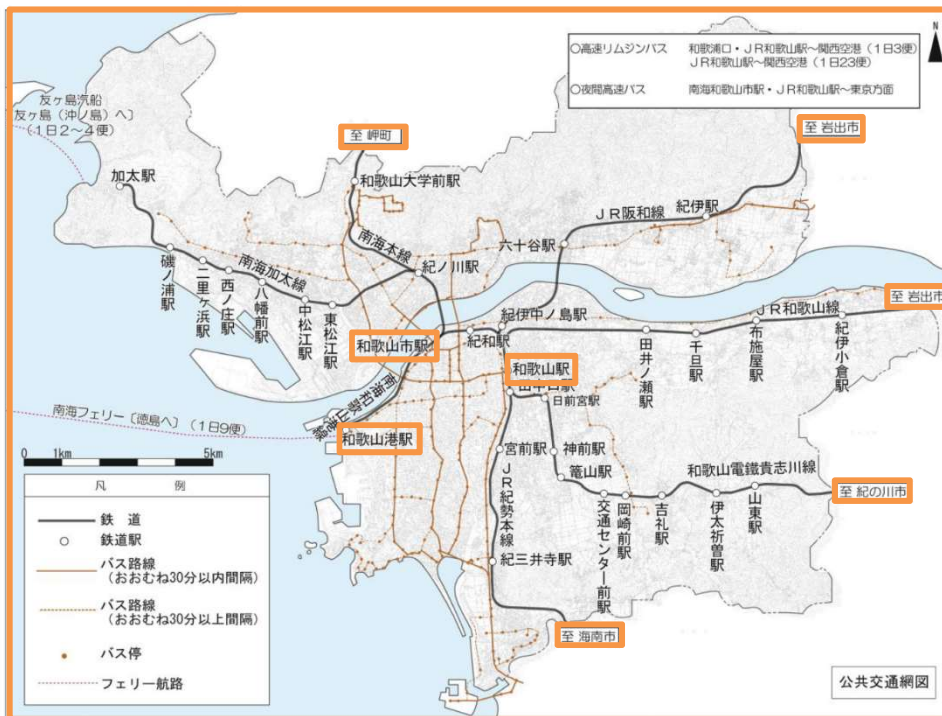 ○高速リムジンバス 和歌浦口・JR和歌山駅～関西空港(1日3便)
JR和歌山駅～関西空港(1日23便)
○夜間高速バス 南海和歌山市駅・JR和歌山駅～東京方面
N
友ヶ島汽船
友ヶ島(沖ノ島)へ〕
(1日2～4便)
至 岬町
至 岩出市
加太駅
和歌山大学前駅
JR阪和線
紀伊駅
六十谷駅
南海本線
紀ノ川駅
南海加太線
磯ノ浦駅
二里ヶ浜駅
西ノ庄駅
八幡前駅
中松江駅
東松江駅
至 岩出市
JR和歌山線
紀伊中ノ島駅
和歌山市駅
紀和駅
田井ノ瀬駅
千旦駅
布施屋駅
紀伊小倉駅
和歌山駅
田中口駅
日前宮駅
南海和歌山港線
南海フェリー〔徳島へ〕(1日9便)
和歌山港駅
宮前駅
神前駅
竈山駅
和歌山電鐵貴志川線
至 紀の川市
JR紀勢本線
交通センター前駅
岡崎前駅
吉礼駅
伊太祈曽駅
山東駅
紀三井寺駅
至 海南市
0 1km 5km
凡 例
鉄 道
鉄道駅
バス路線
(おおむね30分以内間隔)
バス路線
(おおむね30分以上間隔)
バス停
フェリー航路
公共交通網図